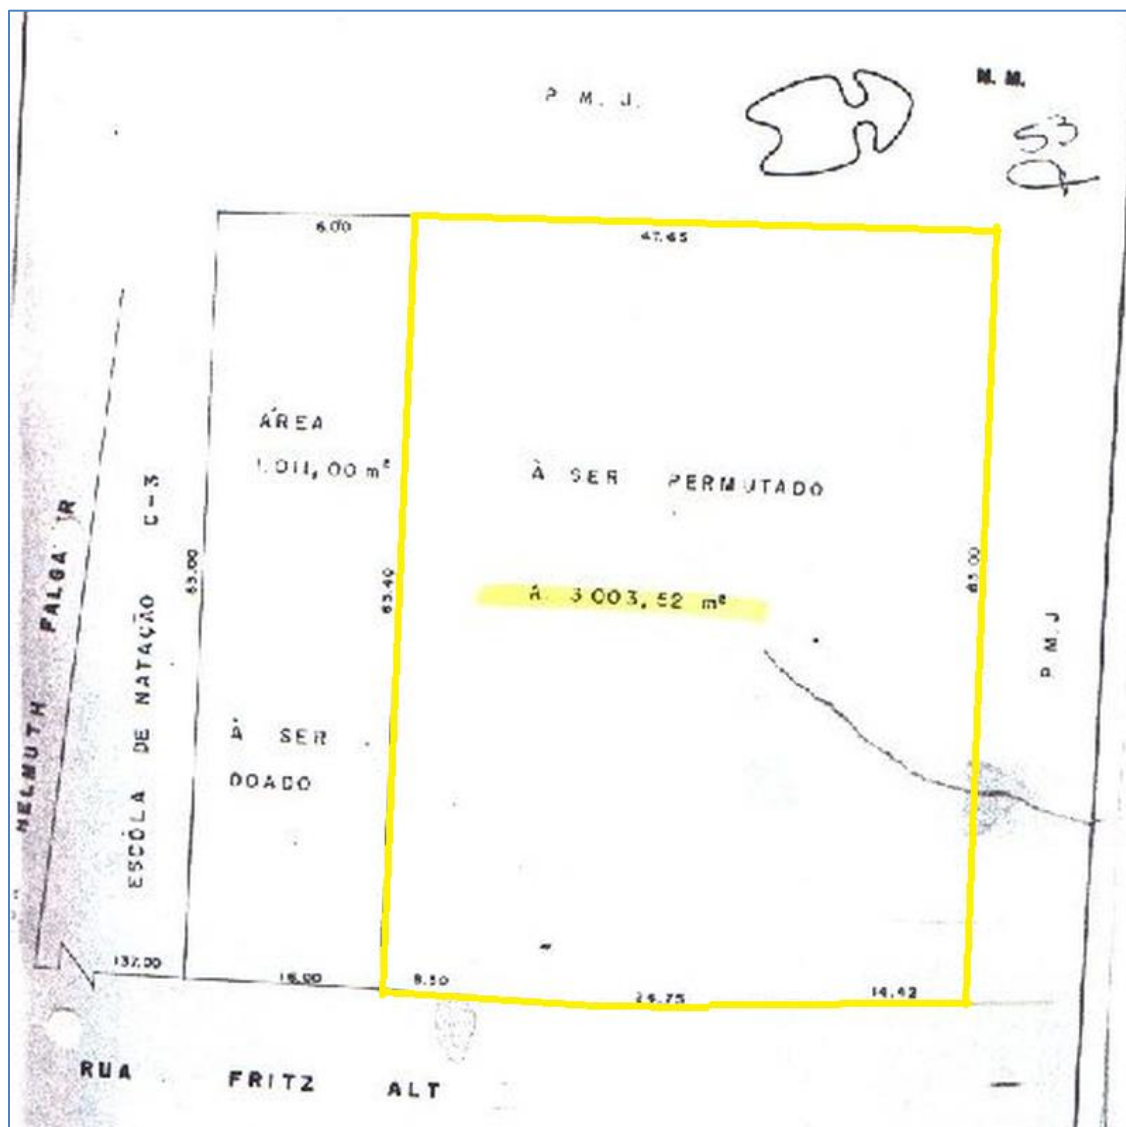 P. M. J.
N. M.
53
6.00
47.65
ÁREA
1.011,00 m²
À SER PERMUTADO
A. 3 003,52 m²
63.00
63.40
63.00
ESCÓLA DE NATAÇÃO C-3
HELMUTH FALGA
P. M. J
À SER
DOADO
137.00
16.00
8.50
24.75
14.42
RUA FRITZ ALT